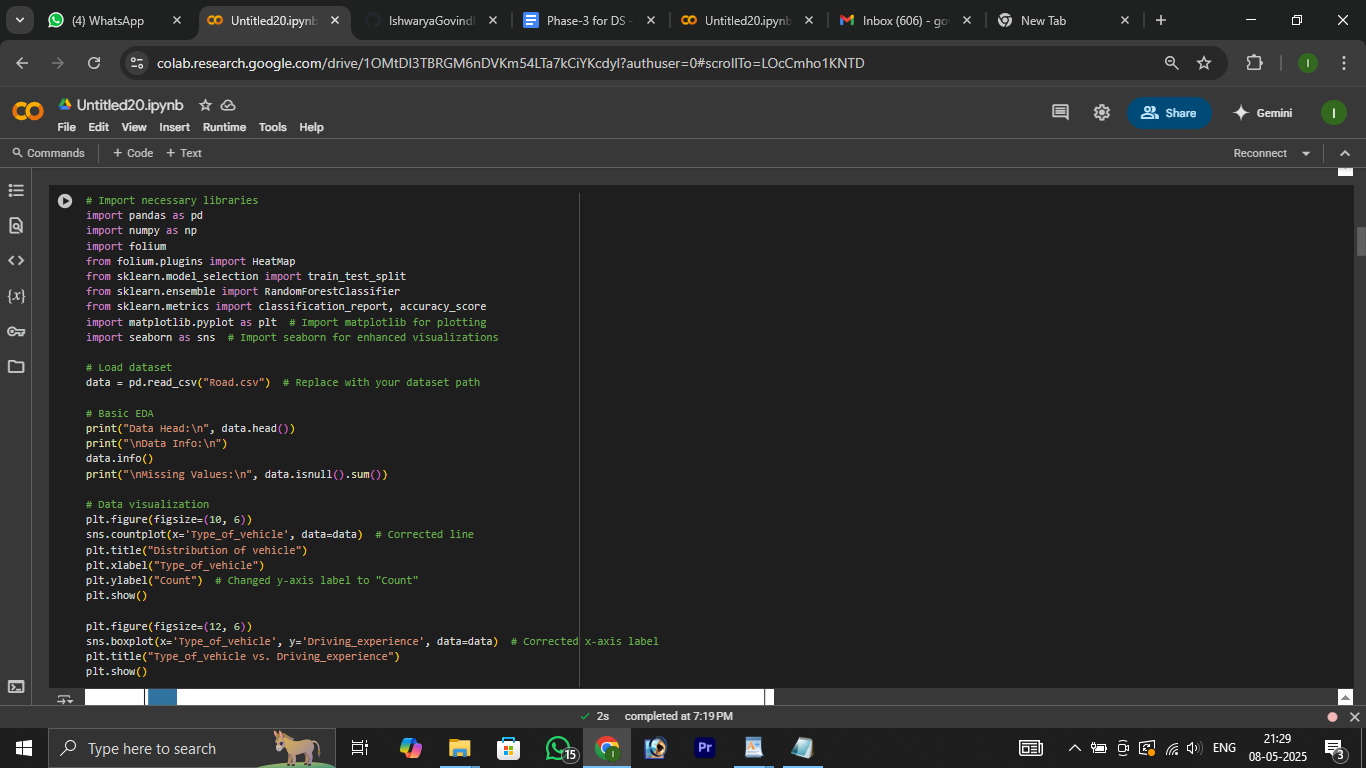 (4) WhatsApp
Untitled20.ipynb
IshwaryaGovindl
Phase-3 for DS -
Untitled20.ipynb
Inbox (606) - go
New Tab
colab.research.google.com/drive/1OMtDl3TBRGM6nDVKm54LTa7kCiYKcdyl?authuser=0#scrollTo=LOcCmho1KNTD
I
CO
Untitled20.ipynb
File Edit View Insert Runtime Tools Help
Share
Gemini
I
Commands
+ Code + Text
Reconnect
# Import necessary libraries
import pandas as pd
import numpy as np
import folium
from folium.plugins import HeatMap
from sklearn.model_selection import train_test_split
from sklearn.ensemble import RandomForestClassifier
from sklearn.metrics import classification_report, accuracy_score
import matplotlib.pyplot as plt  # Import matplotlib for plotting
import seaborn as sns  # Import seaborn for enhanced visualizations
# Load dataset
data = pd.read_csv("Road.csv")  # Replace with your dataset path
# Basic EDA
print("Data Head:\n", data.head())
print("\nData Info:\n")
data.info()
print("\nMissing Values:\n", data.isnull().sum())
# Data visualization
plt.figure(figsize=(10, 6))
sns.countplot(x='Type_of_vehicle', data=data)  # Corrected line
plt.title("Distribution of vehicle")
plt.xlabel("Type_of_vehicle")
plt.ylabel("Count")  # Changed y-axis label to "Count"
plt.show()
plt.figure(figsize=(12, 6))
sns.boxplot(x='Type_of_vehicle', y='Driving_experience', data=data)  # Corrected x-axis label
plt.title("Type_of_vehicle vs. Driving_experience")
plt.show()
2s completed at 7:19 PM
Type here to search
15
Pr
ENG
21:29
08-05-2025
3